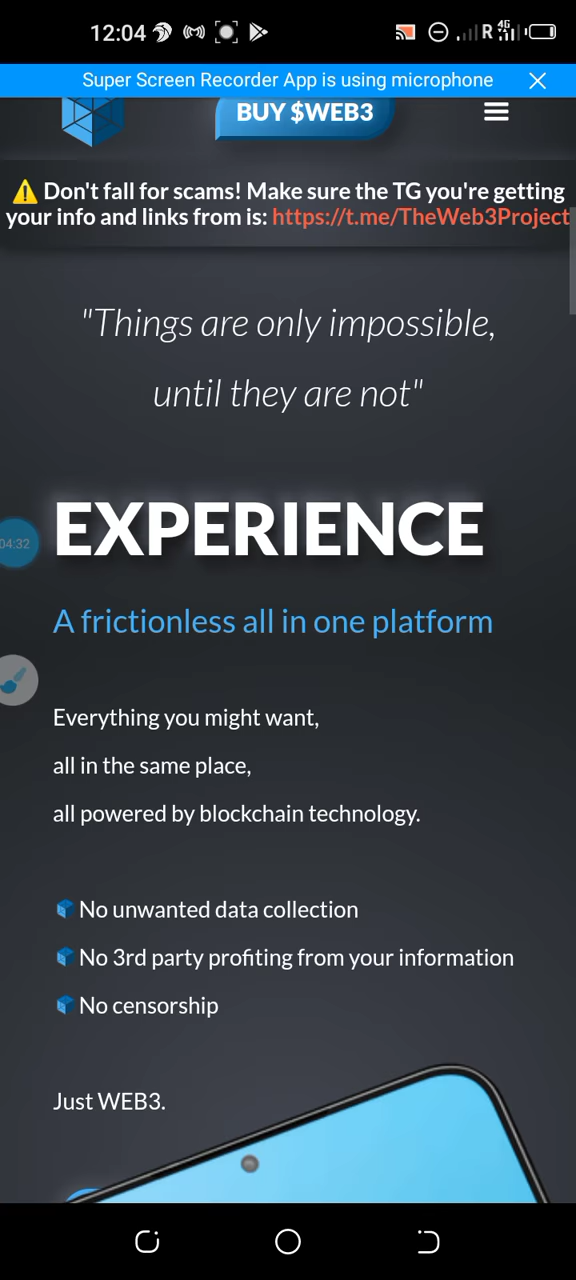 12:04
R 4G
Super Screen Recorder App is using microphone
BUY $WEB3
⚠️ Don't fall for scams! Make sure the TG you're getting
your info and links from is: https://t.me/TheWeb3Project
"Things are only impossible,
until they are not"
EXPERIENCE
04:32
A frictionless all in one platform
Everything you might want,
all in the same place,
all powered by blockchain technology.
No unwanted data collection
No 3rd party profiting from your information
No censorship
Just WEB3.